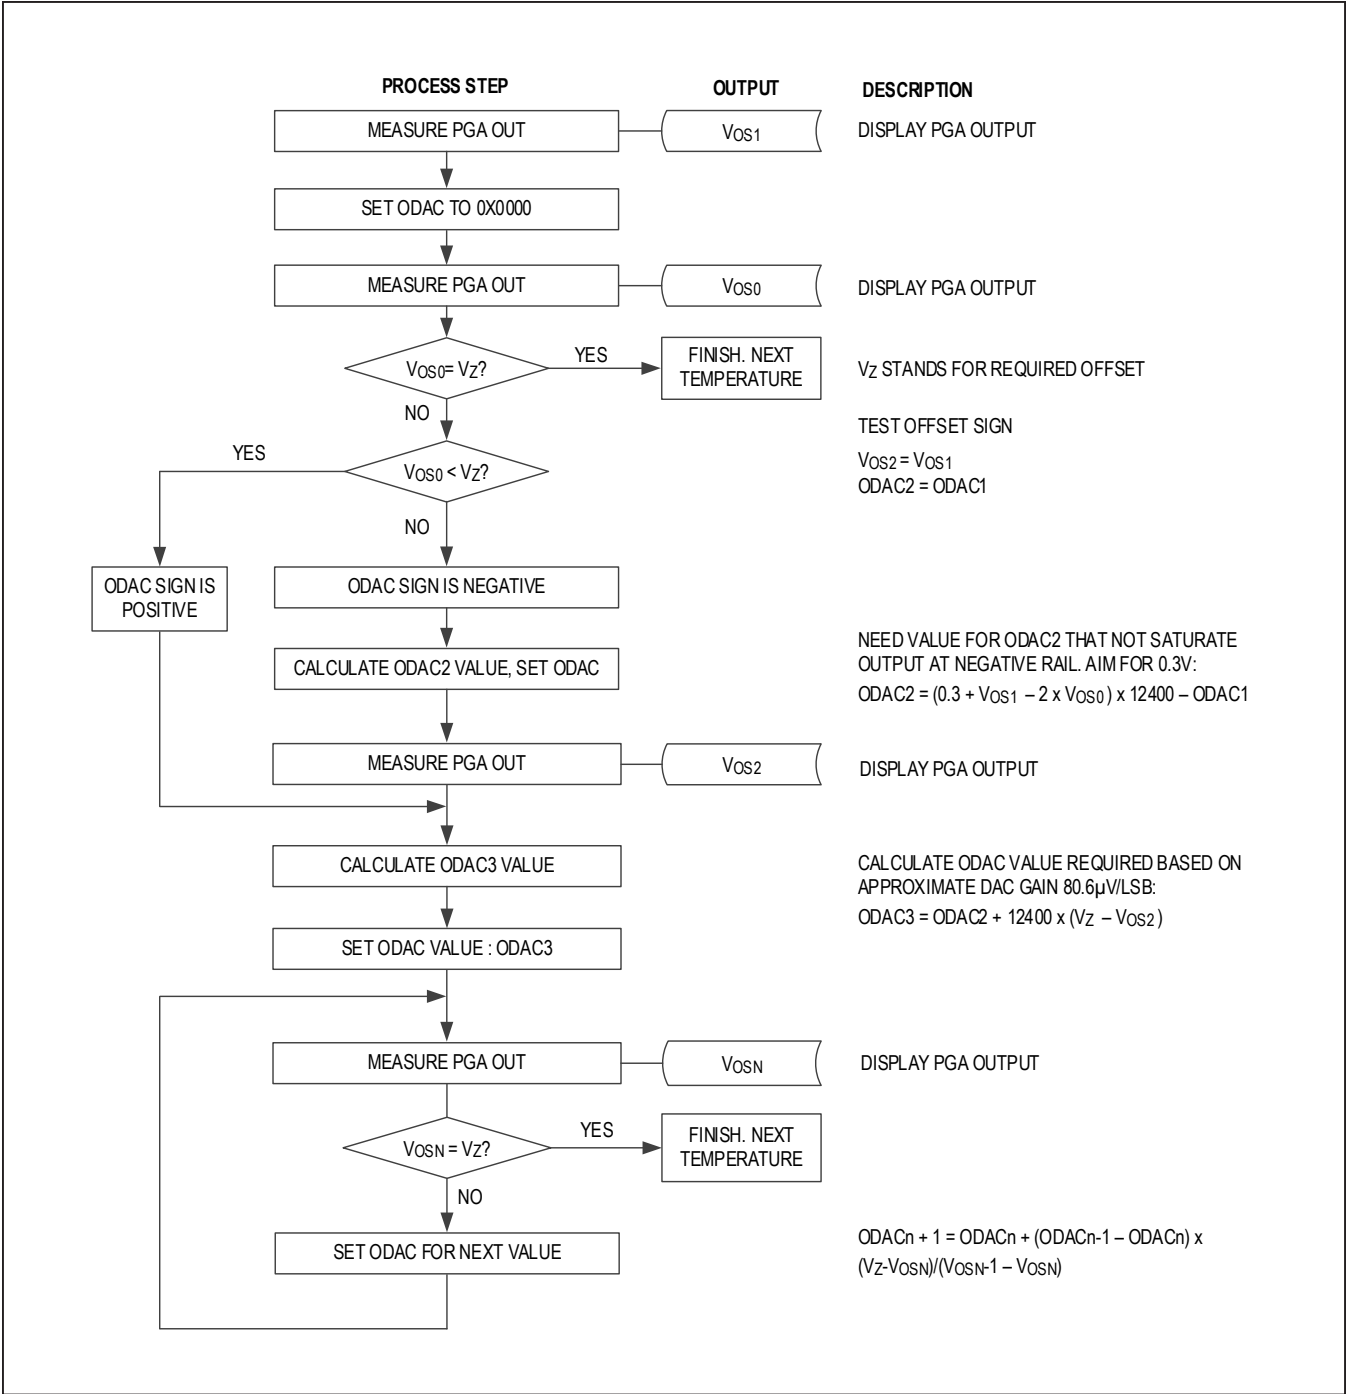 PROCESS STEP OUTPUT DESCRIPTION
MEASURE PGA OUT VOS1 DISPLAY PGA OUTPUT
SET ODAC TO 0X0000
MEASURE PGA OUT VOS0 DISPLAY PGA OUTPUT
VOS0= VZ? YES FINISH. NEXT
TEMPERATURE
VZ STANDS FOR REQUIRED OFFSET
NO
TEST OFFSET SIGN
VOS2 = VOS1
ODAC2 = ODAC1
YES
VOS0 < VZ?
NO
ODAC SIGN IS
POSITIVE
ODAC SIGN IS NEGATIVE
CALCULATE ODAC2 VALUE, SET ODAC
NEED VALUE FOR ODAC2 THAT NOT SATURATE
OUTPUT AT NEGATIVE RAIL. AIM FOR 0.3V:
ODAC2 = (0.3 + VOS1 – 2 x VOS0 ) x 12400 – ODAC1
MEASURE PGA OUT VOS2 DISPLAY PGA OUTPUT
CALCULATE ODAC3 VALUE
CALCULATE ODAC VALUE REQUIRED BASED ON
APPROXIMATE DAC GAIN 80.6µV/LSB:
ODAC3 = ODAC2 + 12400 x (VZ – VOS2 )
SET ODAC VALUE : ODAC3
MEASURE PGA OUT VOSN DISPLAY PGA OUTPUT
VOSN = VZ? YES FINISH. NEXT
TEMPERATURE
NO
SET ODAC FOR NEXT VALUE
ODACn + 1 = ODACn + (ODACn-1 – ODACn) x
(VZ-VOSN)/(VOSN-1 – VOSN)